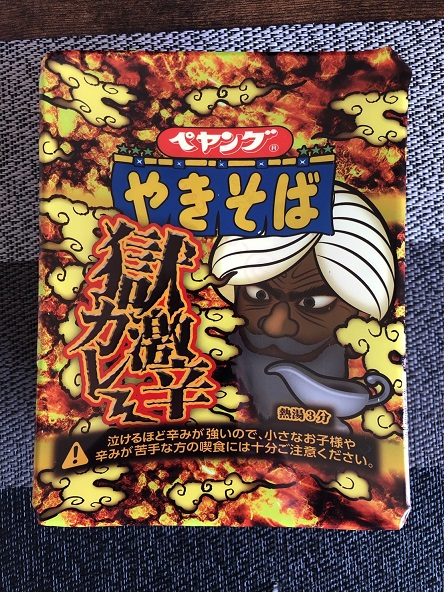 ペヤング®
やきそば
獄激辛
カレー
熱湯3分
泣けるほど辛みが強いので、小さなお子様や
辛みが苦手な方の喫食には十分ご注意ください。